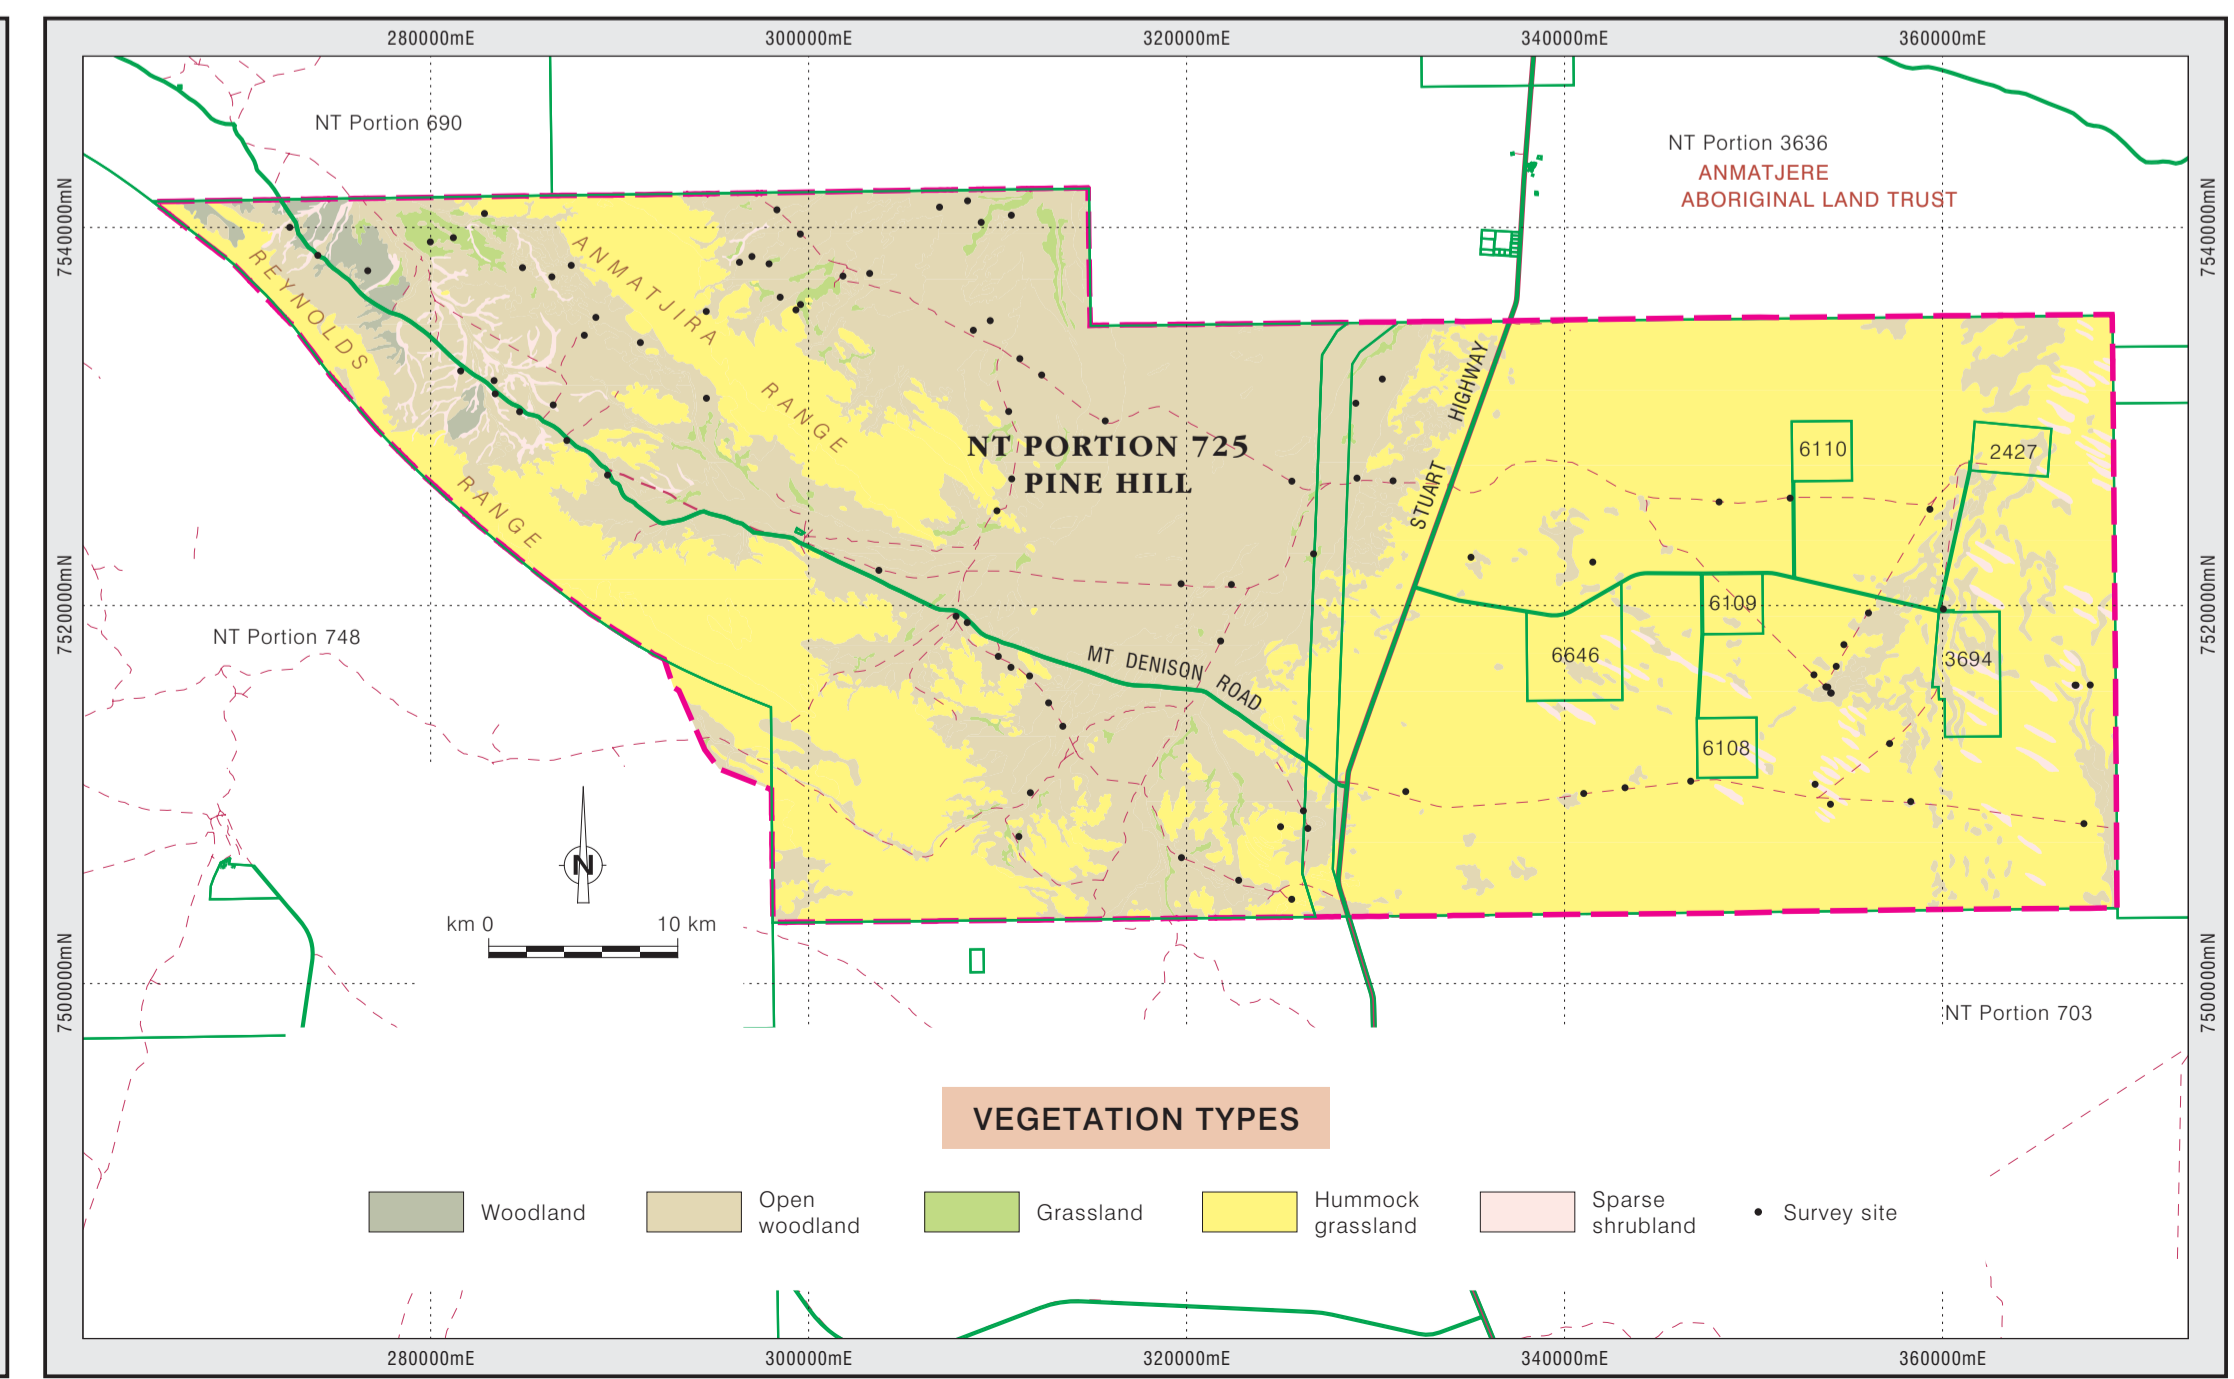 280000mE 300000mE 320000mE 340000mE 360000mE
NT Portion 690
NT Portion 3636
ANMATJERE
ABORIGINAL LAND TRUST
7540000mN
7540000mN
REYNOLDS
RANGE
ANMATJIRA
RANGE
STUART HIGHWAY
NT PORTION 725
PINE HILL
6110
2427
7520000mN
7520000mN
6109
6646
3694
6108
NT Portion 748
MT DENISON ROAD
N
km 0 10 km
7500000mN
7500000mN
NT Portion 703
VEGETATION TYPES
Woodland
Open
woodland
Grassland
Hummock
grassland
Sparse
shrubland
Survey site
280000mE 300000mE 320000mE 340000mE 360000mE